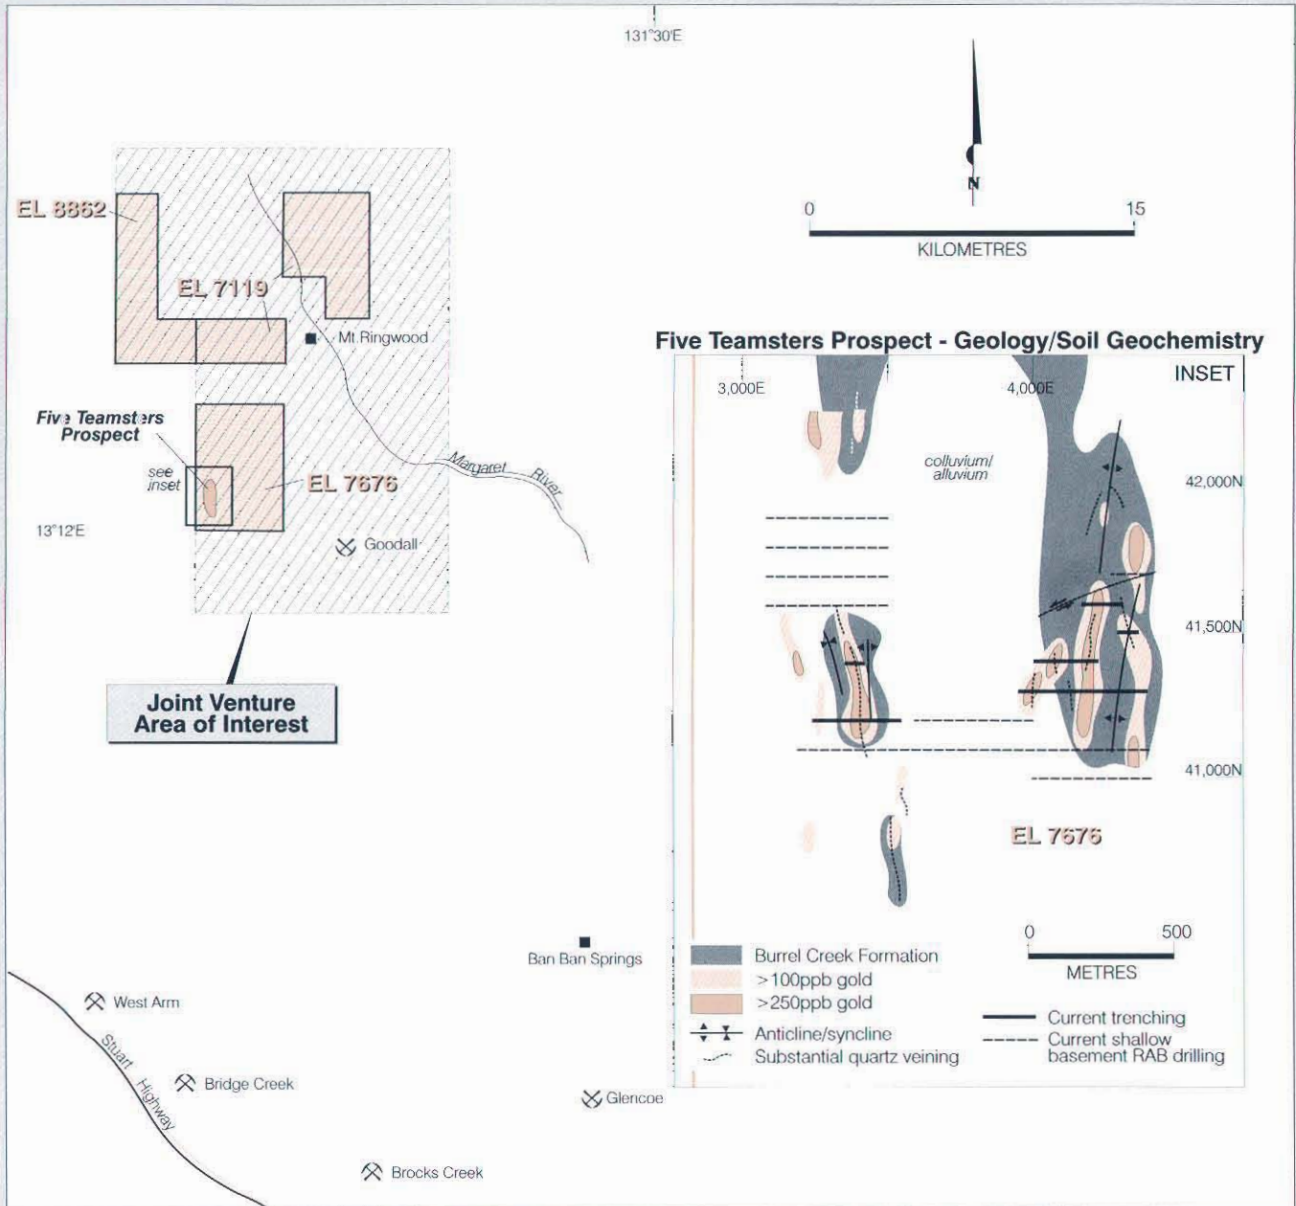 131°30'E
N
0 15
KILOMETRES
EL 8862
EL 7119
Mt. Ringwood
Five Teamsters
Prospect
see
inset
EL 7676
Margaret River
13°12'E
Goodall
Joint Venture
Area of Interest
Five Teamsters Prospect - Geology/Soil Geochemistry
INSET
3,000E
4,000E
colluvium/
alluvium
42,000N
41,500N
41,000N
EL 7676
0 500
METRES
Burrel Creek Formation
>100ppb gold
>250ppb gold
Anticline/syncline
Substantial quartz veining
Current trenching
Current shallow
basement RAB drilling
Ban Ban Springs
West Arm
Stuart Highway
Bridge Creek
Glencoe
Brocks Creek